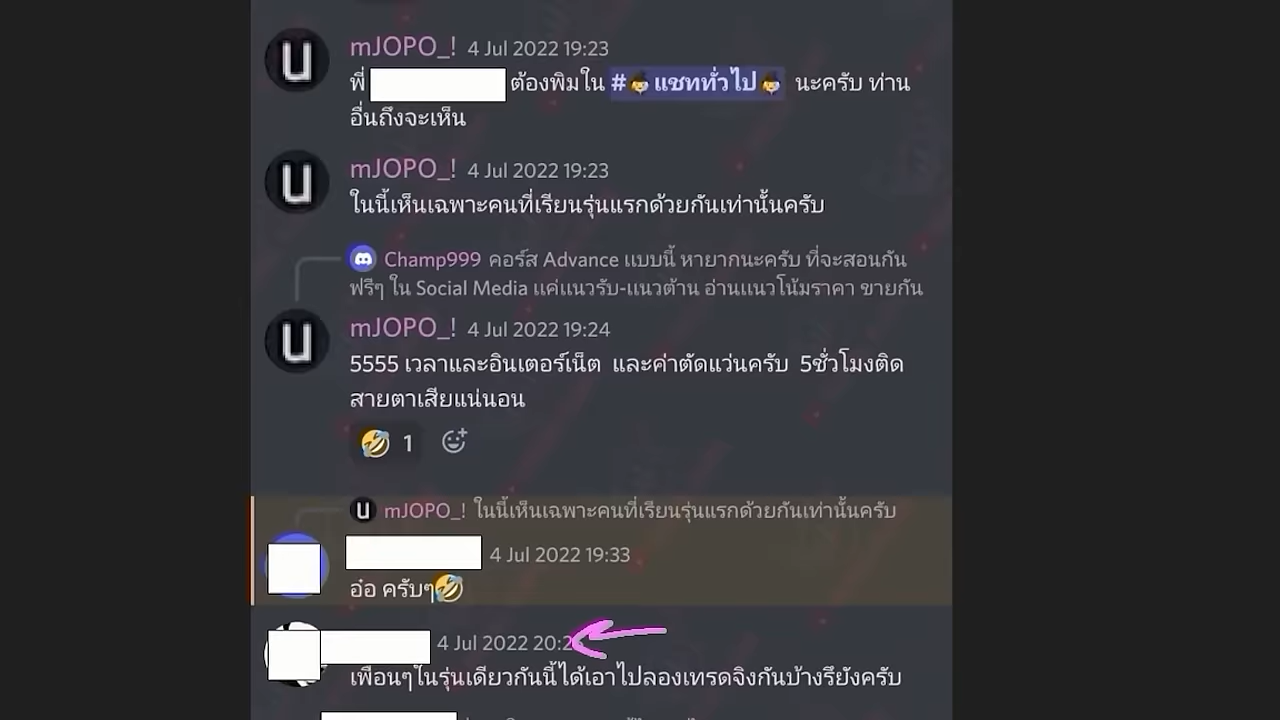 mJOPO_! 4 Jul 2022 19:23
พี่ ต้องพิมใน #แชททั่วไป นะครับ ท่าน
อื่นถึงจะเห็น
mJOPO_! 4 Jul 2022 19:23
ในนี้เห็นเฉพาะคนที่เรียนรุ่นแรกด้วยกันเท่านั้นครับ
Champ999 คอร์ส Advance แบบนี้ หายากนะครับ ที่จะสอนกัน
ฟรีๆ ใน Social Media แค่แนวรับ-แนวต้าน อ่านแนวโน้มราคา ขายกัน
mJOPO_! 4 Jul 2022 19:24
5555 เวลาและอินเตอร์เน็ต และค่าตัดแว่นครับ 5ชั่วโมงติด
สายตาเสียแน่นอน
1
mJOPO_! ในนี้เห็นเฉพาะคนที่เรียนรุ่นแรกด้วยกันเท่านั้นครับ
4 Jul 2022 19:33
อ๋อ ครับๆ
4 Jul 2022
เพื่อนๆในรุ่นเดียวกันนี้ได้เอาไปลองเทรดจิงกันบ้างรึยังครับ